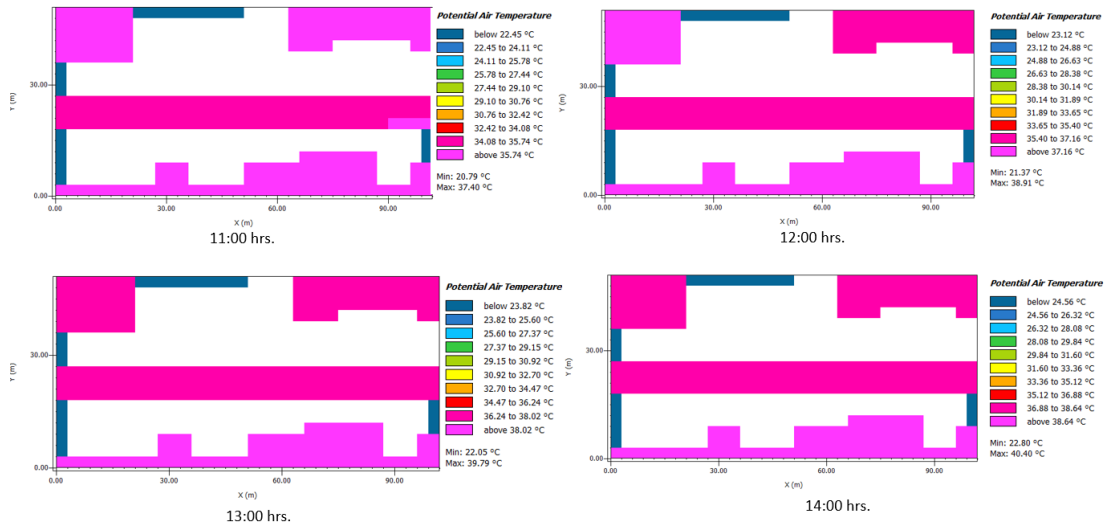 Potential Air Temperature
below 22.45 °C
22.45 to 24.11 °C
24.11 to 25.78 °C
25.78 to 27.44 °C
27.44 to 29.10 °C
29.10 to 30.76 °C
30.76 to 32.42 °C
32.42 to 34.08 °C
34.08 to 35.74 °C
above 35.74 °C
Min: 20.79 °C
Max: 37.40 °C
Y (m)
30.00
0.00
0.00 30.00 60.00 90.00
X (m)
11:00 hrs.
Potential Air Temperature
below 23.12 °C
23.12 to 24.88 °C
24.88 to 26.63 °C
26.63 to 28.38 °C
28.38 to 30.14 °C
30.14 to 31.89 °C
31.89 to 33.65 °C
33.65 to 35.40 °C
35.40 to 37.16 °C
above 37.16 °C
Min: 21.37 °C
Max: 38.91 °C
Y (m)
30.00
0.00
0.00 30.00 60.00 90.00
X (m)
12:00 hrs.
Potential Air Temperature
below 23.82 °C
23.82 to 25.60 °C
25.60 to 27.37 °C
27.37 to 29.15 °C
29.15 to 30.92 °C
30.92 to 32.70 °C
32.70 to 34.47 °C
34.47 to 36.24 °C
36.24 to 38.02 °C
above 38.02 °C
Min: 22.05 °C
Max: 39.79 °C
Y (m)
30.00
0.00
0.00 30.00 60.00 90.00
X (m)
13:00 hrs.
Potential Air Temperature
below 24.56 °C
24.56 to 26.32 °C
26.32 to 28.08 °C
28.08 to 29.84 °C
29.84 to 31.60 °C
31.60 to 33.36 °C
33.36 to 35.12 °C
35.12 to 36.88 °C
36.88 to 38.64 °C
above 38.64 °C
Min: 22.80 °C
Max: 40.40 °C
Y (m)
30.00
0.00
0.00 30.00 60.00 90.00
X (m)
14:00 hrs.